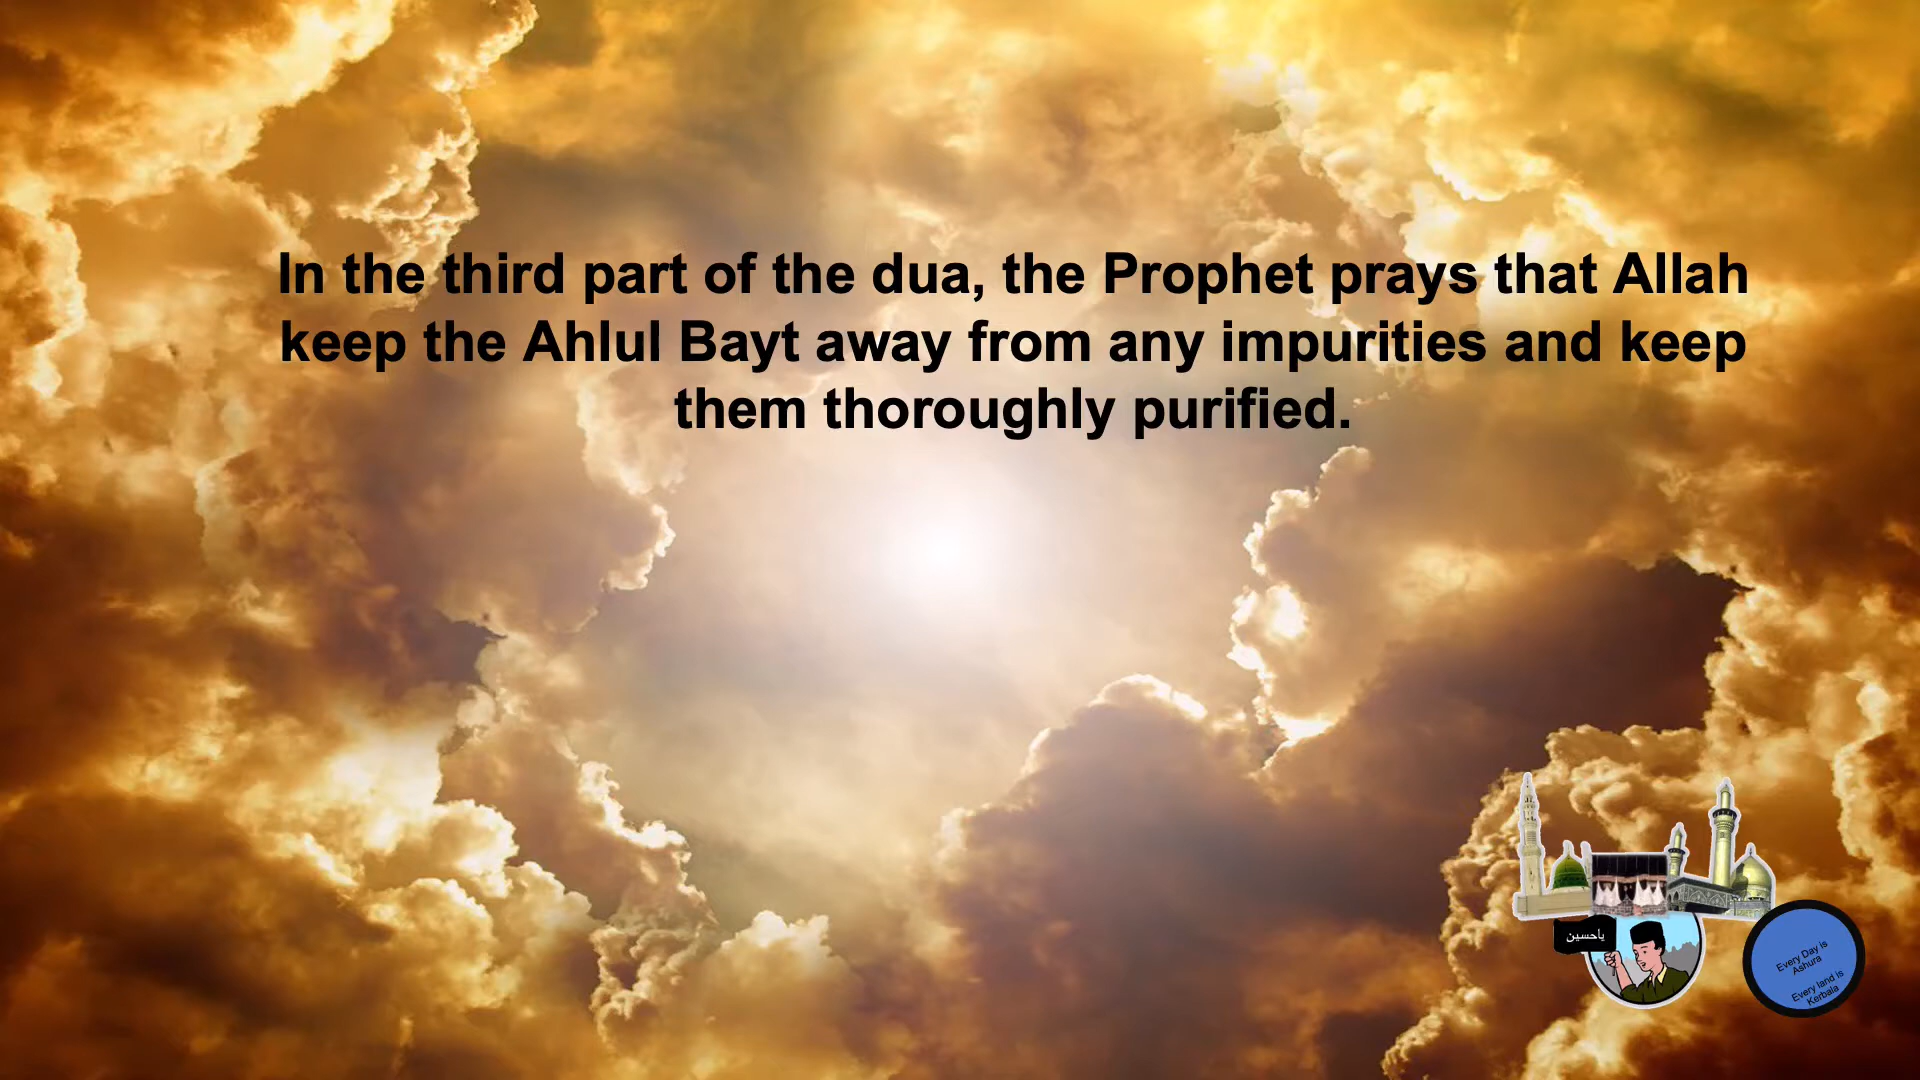 In the third part of the dua, the Prophet prays that Allah
keep the Ahlul Bayt away from any impurities and keep
them thoroughly purified.
ياحسين
Every Day is
Ashura
Every land is
Kerbala